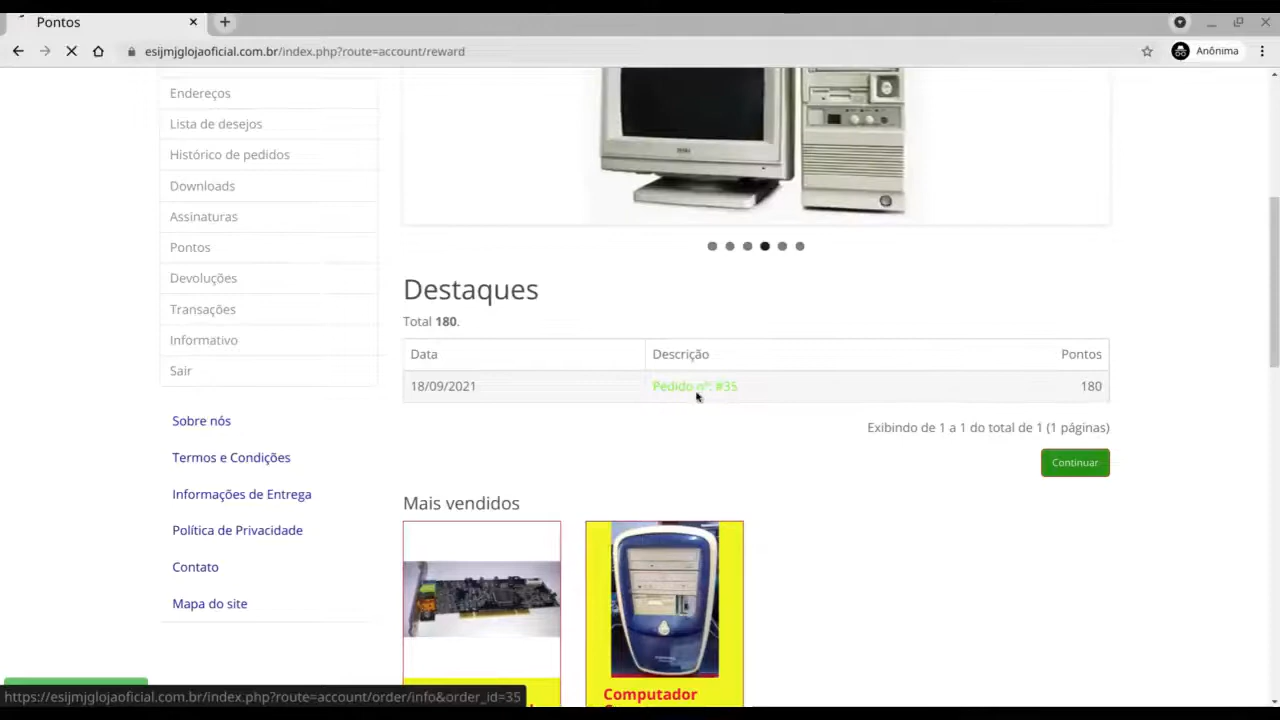 Pontos
esijmjglojaoficial.com.br/index.php?route=account/reward
Anônima
Endereços
Lista de desejos
Histórico de pedidos
Downloads
Assinaturas
Pontos
Devoluções
Transações
Informativo
Sair
Sobre nós
Termos e Condições
Informações de Entrega
Política de Privacidade
Contato
Mapa do site
Destaques
Total 180.
Data Descrição Pontos
18/09/2021 Pedido nº: #35 180
Exibindo de 1 a 1 do total de 1 (1 páginas)
Continuar
Mais vendidos
Computador
https://esijmjglojaoficial.com.br/index.php?route=account/order/info&order_id=35